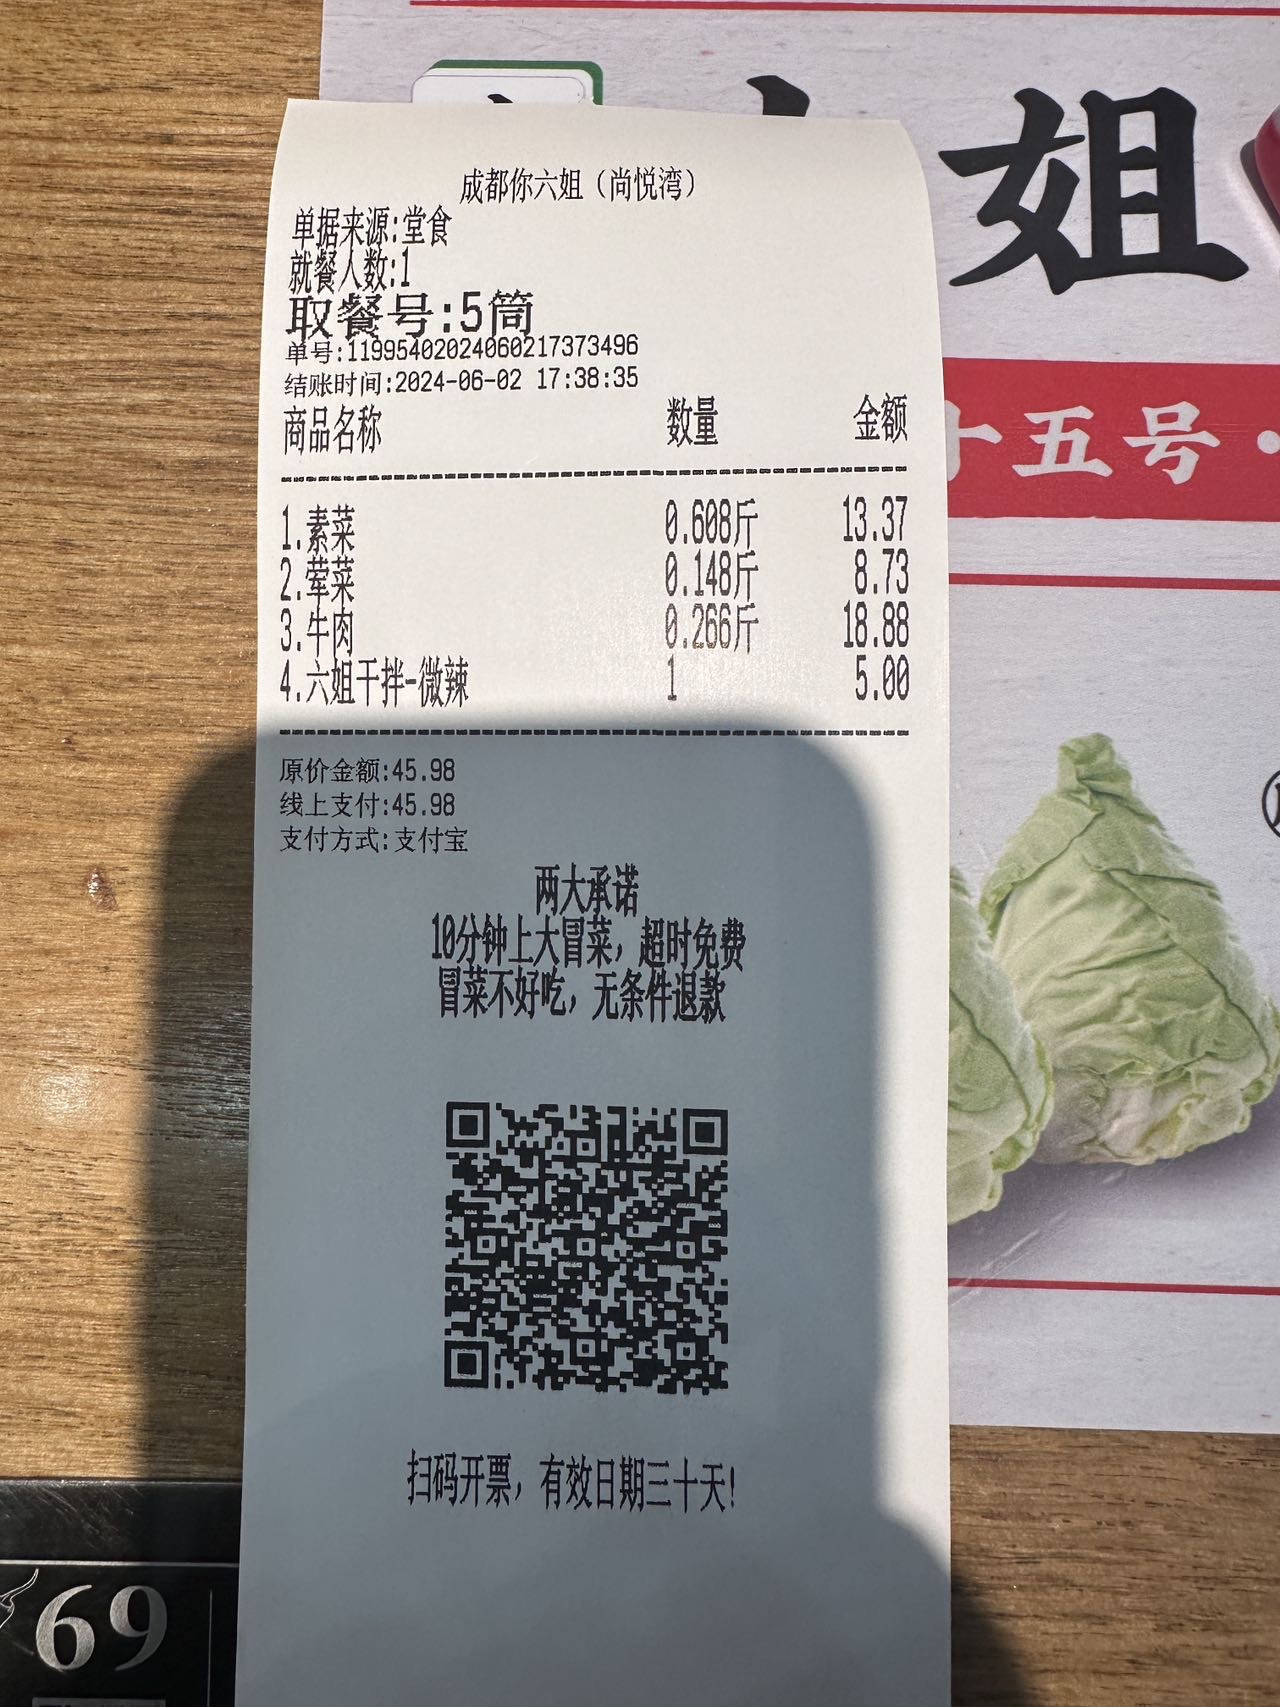 姐
十五号·
成都你六姐（尚悦湾）
单据来源:堂食
就餐人数:1
取餐号:5筒
单号:11995402024060217373496
结账时间:2024-06-02 17:38:35
商品名称 数量 金额
1.素菜 0.608斤 13.37
2.荤菜 0.148斤 8.73
3.牛肉 0.266斤 18.88
4.六姐干拌-微辣 1 5.00
原价金额:45.98
线上支付:45.98
支付方式:支付宝
两大承诺
10分钟上大冒菜，超时免费
冒菜不好吃，无条件退款
扫码开票，有效日期三十天!
69